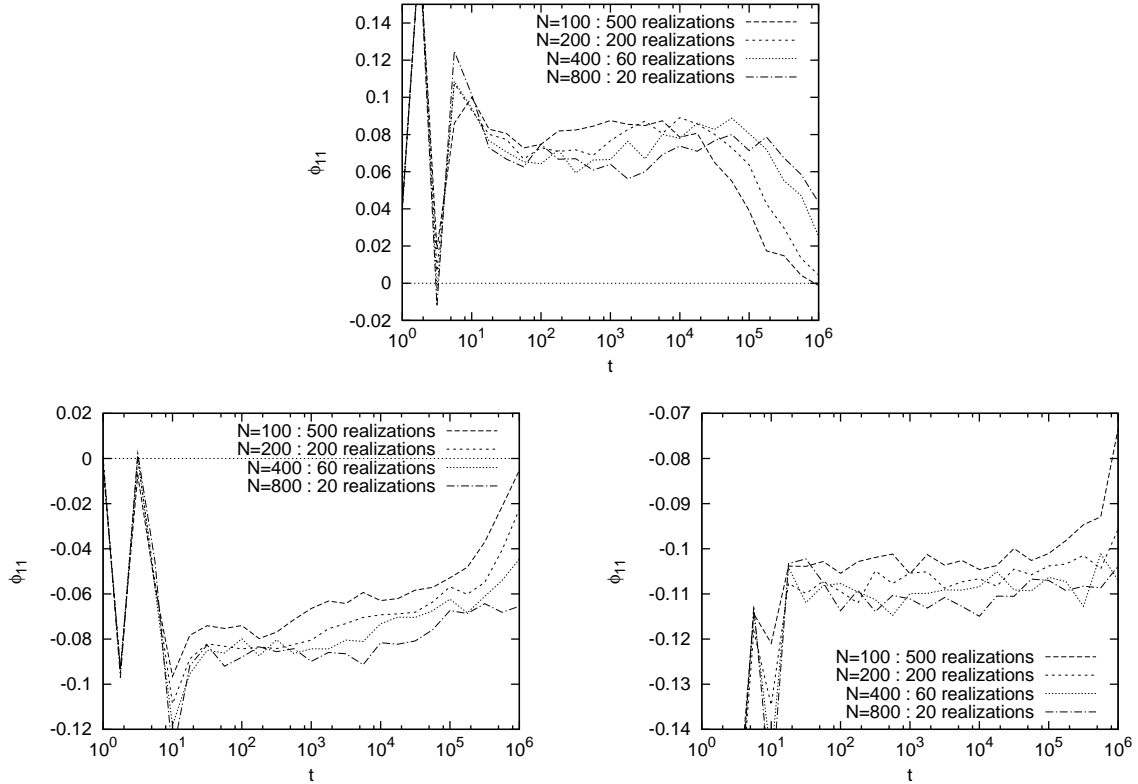 0.14
0.12
0.1
0.08
0.06
0.04
0.02
0
-0.02
ϕ11
N=100 : 500 realizations
N=200 : 200 realizations
N=400 : 60 realizations
N=800 : 20 realizations
10^0 10^1 10^2 10^3 10^4 10^5 10^6
t
0.02
0
-0.02
-0.04
-0.06
-0.08
-0.1
-0.12
ϕ11
N=100 : 500 realizations
N=200 : 200 realizations
N=400 : 60 realizations
N=800 : 20 realizations
10^0 10^1 10^2 10^3 10^4 10^5 10^6
t
-0.07
-0.08
-0.09
-0.1
-0.11
-0.12
-0.13
-0.14
ϕ11
N=100 : 500 realizations
N=200 : 200 realizations
N=400 : 60 realizations
N=800 : 20 realizations
10^0 10^1 10^2 10^3 10^4 10^5 10^6
t